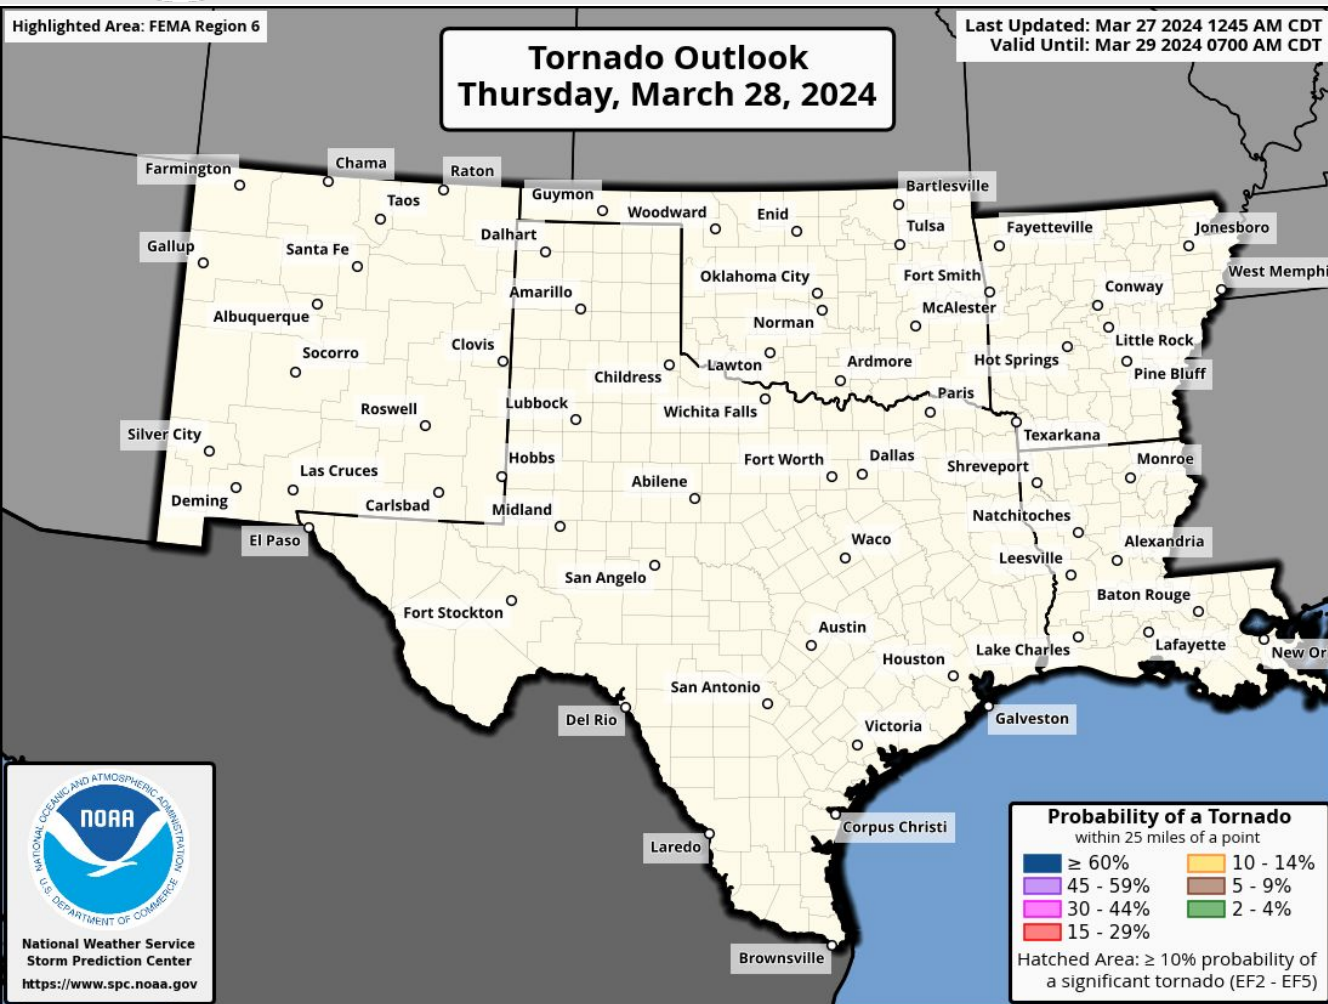 Highlighted Area: FEMA Region 6
Last Updated: Mar 27 2024 1245 AM CDT
Valid Until: Mar 29 2024 0700 AM CDT
Tornado Outlook
Thursday, March 28, 2024
Farmington
Chama
Raton
Taos
Guymon
Woodward
Enid
Bartlesville
Tulsa
Fayetteville
Jonesboro
Gallup
Santa Fe
Dalhart
Oklahoma City
Fort Smith
West Memphi
Albuquerque
Amarillo
Norman
McAlester
Conway
Little Rock
Socorro
Clovis
Childress
Lawton
Ardmore
Hot Springs
Pine Bluff
Roswell
Lubbock
Wichita Falls
Paris
Texarkana
Silver City
Las Cruces
Hobbs
Abilene
Fort Worth
Dallas
Shreveport
Monroe
Deming
Carlsbad
Midland
Natchitoches
El Paso
Waco
Leesville
Alexandria
San Angelo
Fort Stockton
Baton Rouge
Austin
Houston
Lake Charles
Lafayette
New Or
San Antonio
Del Rio
Victoria
Galveston
Laredo
Corpus Christi
Brownsville
NATIONAL OCEANIC AND ATMOSPHERIC ADMINISTRATION
NOAA
U.S. DEPARTMENT OF COMMERCE
National Weather Service
Storm Prediction Center
https://www.spc.noaa.gov
Probability of a Tornado
within 25 miles of a point
≥ 60% 10 - 14%
45 - 59% 5 - 9%
30 - 44% 2 - 4%
15 - 29%
Hatched Area: ≥ 10% probability of
a significant tornado (EF2 - EF5)